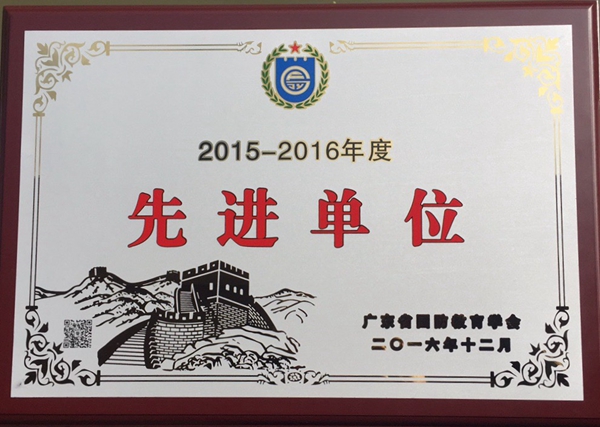 2015-2016年度
先进单位
广东省国防教育学会
二〇一六年十二月